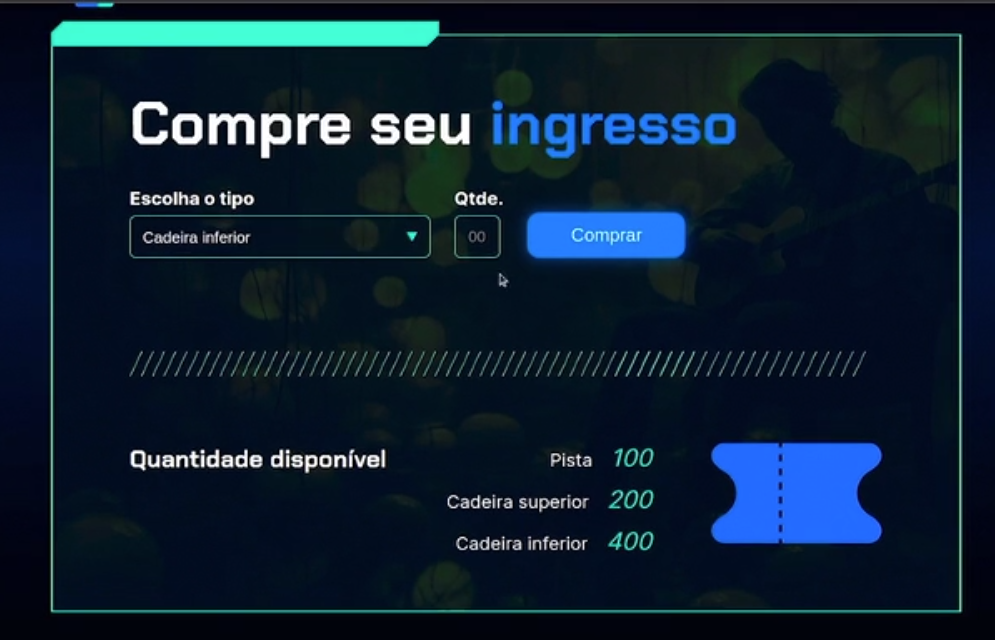 Compre seu ingresso
Escolha o tipo
Qtde.
Cadeira inferior
00
Comprar
Quantidade disponível
Pista 100
Cadeira superior 200
Cadeira inferior 400